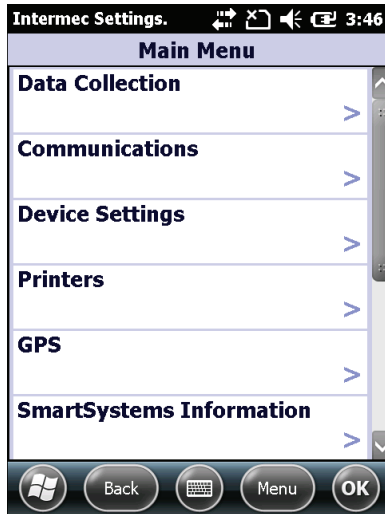 Intermec Settings. 3:46
Main Menu
Data Collection
>
Communications
>
Device Settings
>
Printers
>
GPS
>
SmartSystems Information
>
Back Menu OK